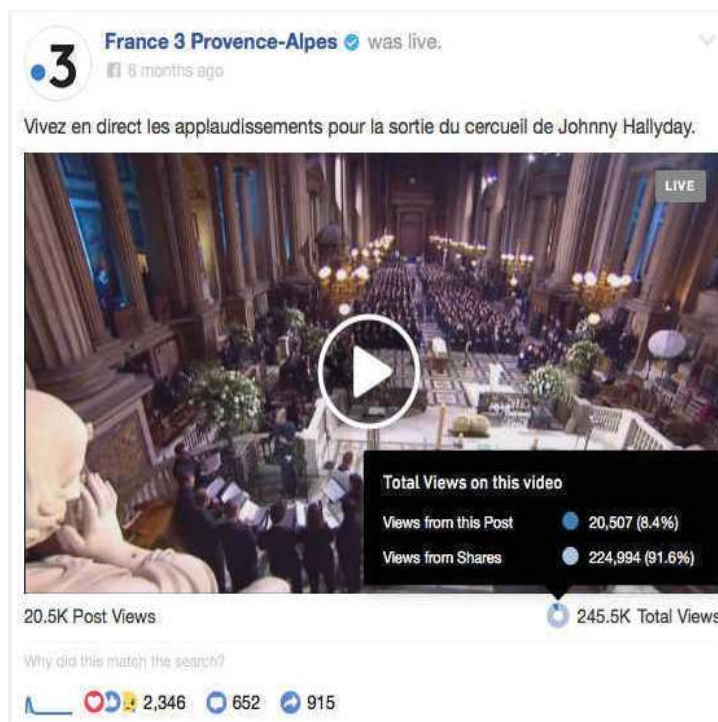 3
France 3 Provence-Alpes was live.
6 months ago
Vivez en direct les applaudissements pour la sortie du cercueil de Johnny Hallyday.
LIVE
Total Views on this video
Views from this Post 20,507 (8.4%)
Views from Shares 224,994 (91.6%)
20.5K Post Views 245.5K Total Views
Why did this match the search?
2,346 652 915